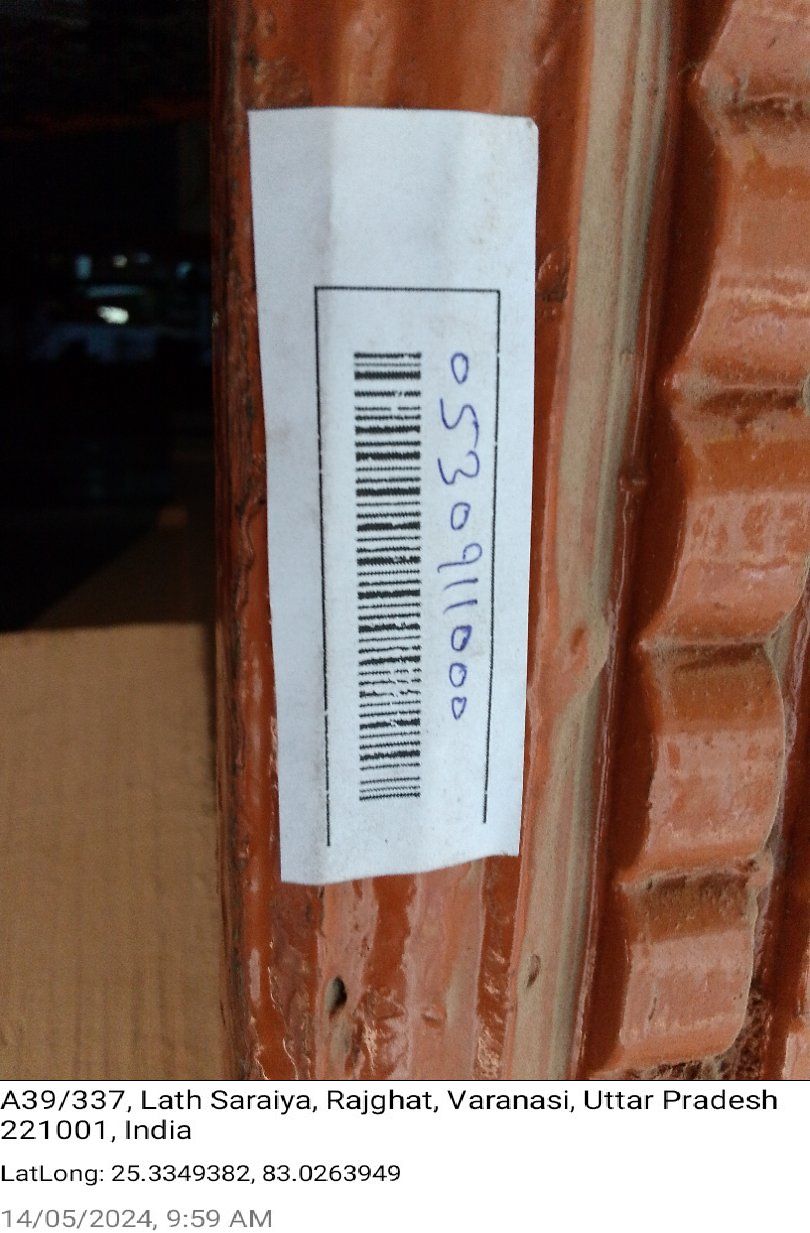 05309111000
A39/337, Lath Saraiya, Rajghat, Varanasi, Uttar Pradesh
221001, India
LatLong: 25.3349382, 83.0263949
14/05/2024, 9:59 AM